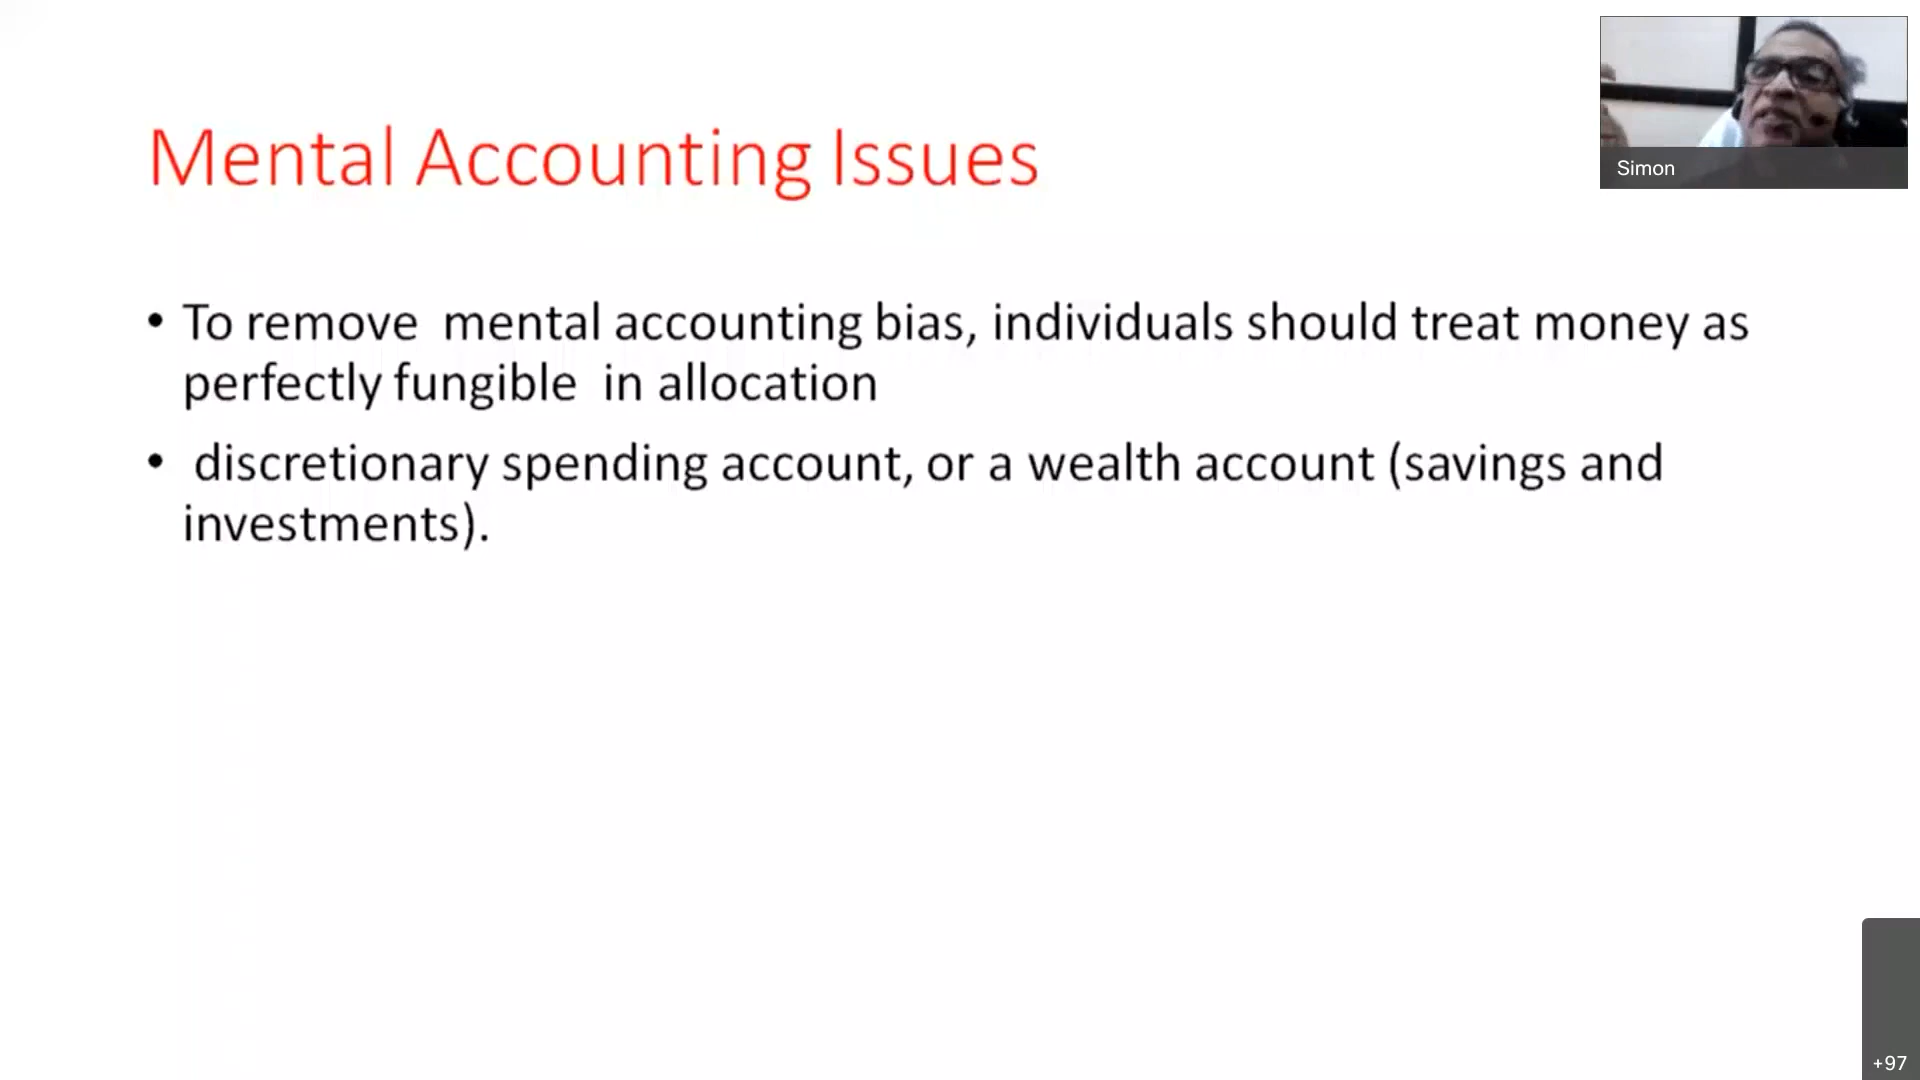 Simon
Mental Accounting Issues
• To remove  mental accounting bias, individuals should treat money as
perfectly fungible  in allocation
•  discretionary spending account, or a wealth account (savings and
investments).
+97